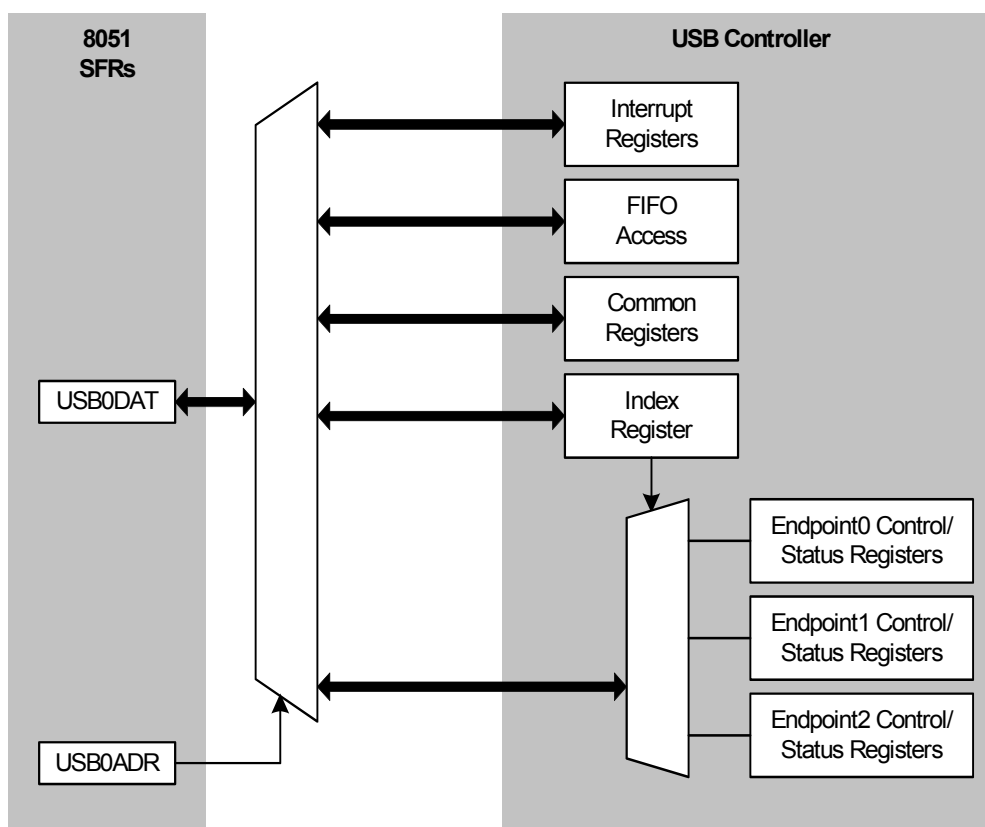 8051
SFRs
USB Controller
Interrupt
Registers
FIFO
Access
Common
Registers
USB0DAT
Index
Register
Endpoint0 Control/
Status Registers
Endpoint1 Control/
Status Registers
Endpoint2 Control/
Status Registers
USB0ADR